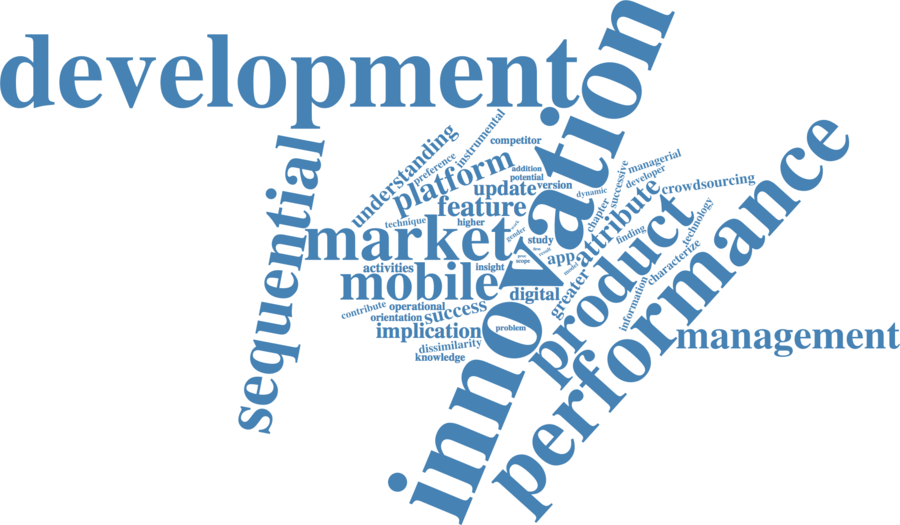 development
innovation
performance
sequential
competitor
instrumental
understanding
preference
platform
addition
potential
update
version
dynamic
successive
managerial
developer
crowdsourcing
feature
chapter
attribute
technique
higher
gender
market
study
finding
technology
product
activities
insight
scope
app
model
characterize
mobile
digital
greater
information
contribute
operational
orientation
success
implication
problem
management
dissimilarity
knowledge